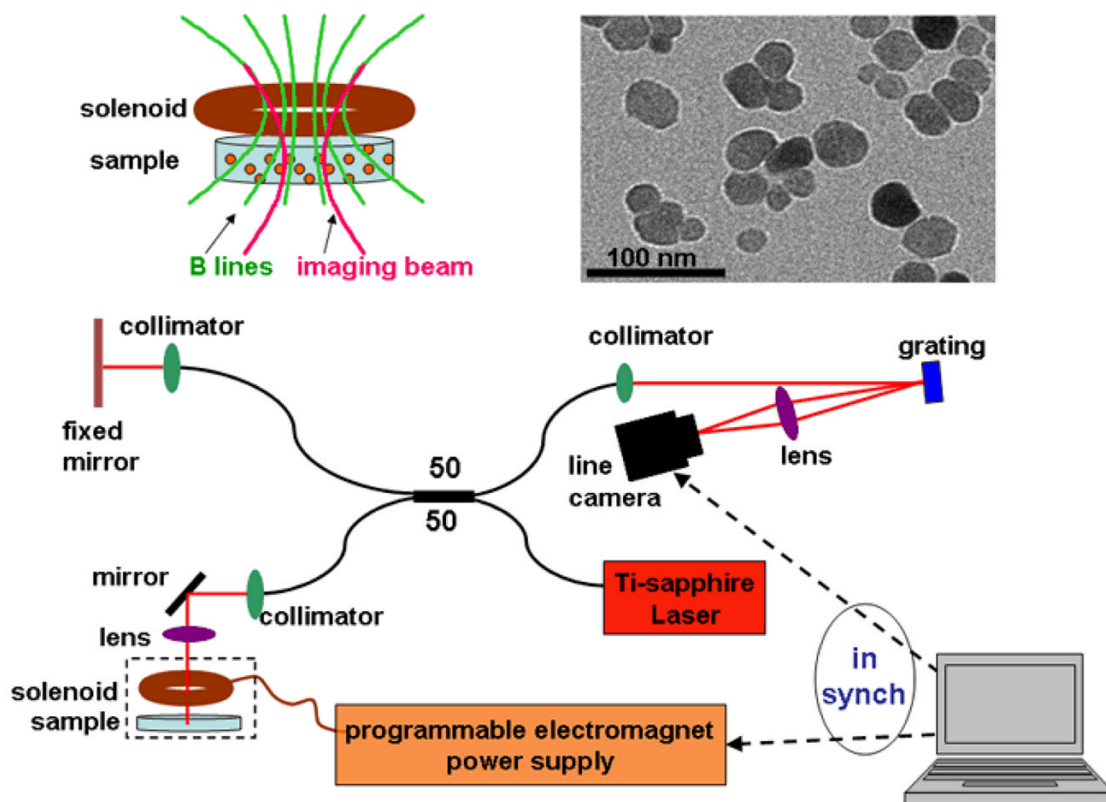 solenoid
sample
B lines
imaging beam
100 nm
collimator
fixed
mirror
collimator
grating
lens
line
camera
50
50
mirror
collimator
lens
solenoid
sample
Ti-sapphire
Laser
in
synch
programmable electromagnet
power supply